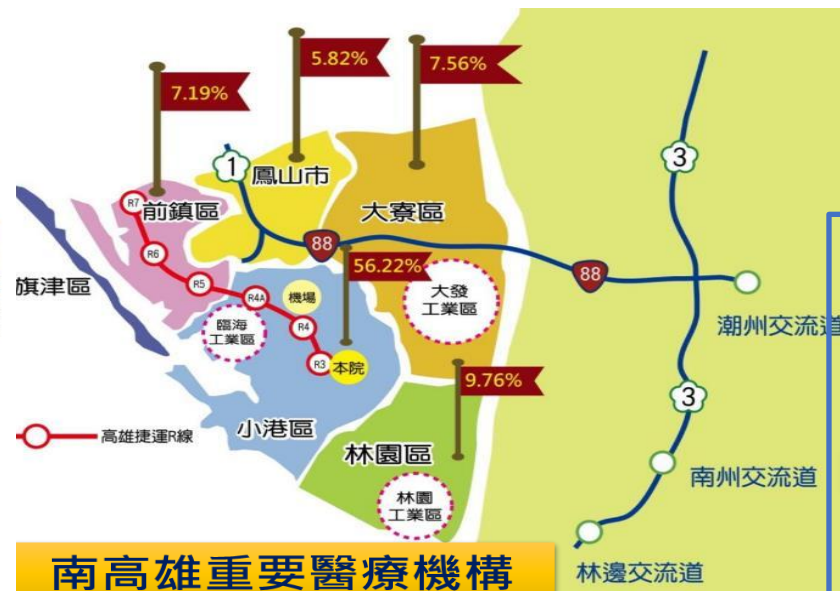 5.82%
7.56%
7.19%
1
鳳山市
3
R7
前鎮區
大寮區
88
R6
56.22%
88
旗津區
R5
R4A
機場
大發
工業區
臨海
工業區
R4
潮州交流道
R3
本院
9.76%
3
小港區
高雄捷運R線
林園區
南州交流道
林園
工業區
南高雄重要醫療機構
林邊交流道